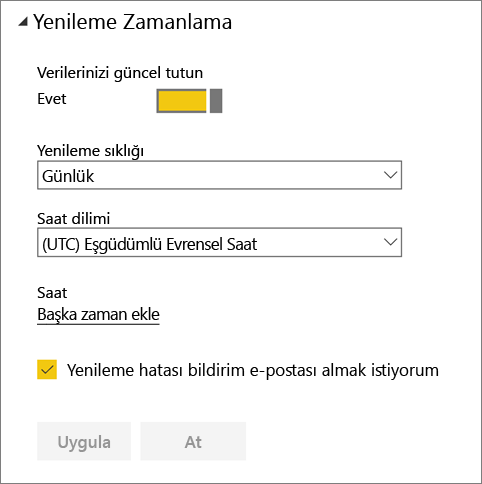 Yenileme Zamanlama
Verilerinizi güncel tutun
Evet
Yenileme sıklığı
Günlük
Saat dilimi
(UTC) Eşgüdümlü Evrensel Saat
Saat
Başka zaman ekle
Yenileme hatası bildirim e-postası almak istiyorum
Uygula At